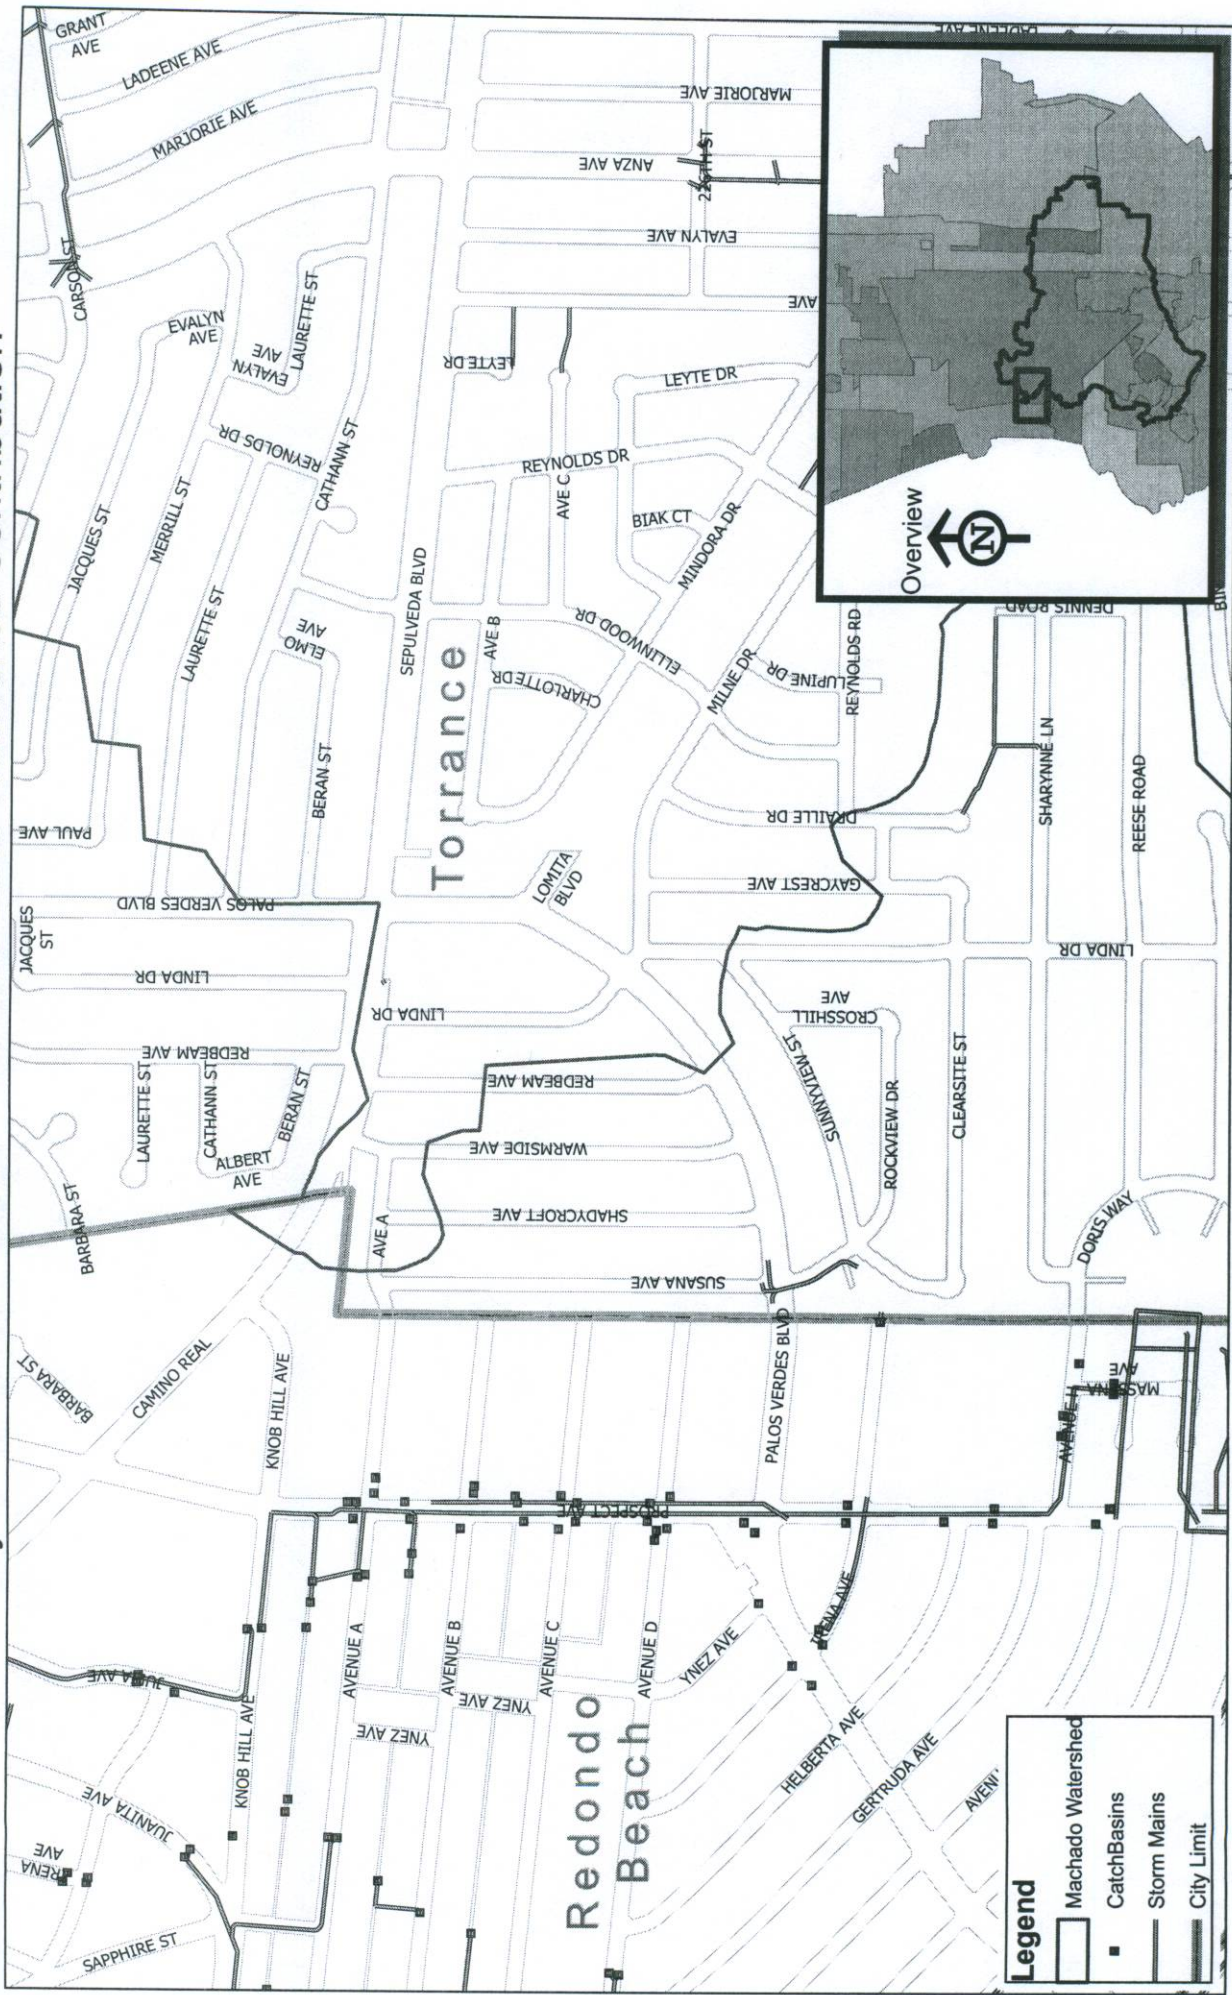 GRANT
AVE
LADEENE AVE
MARJORIE AVE
CARSON ST
EVALYN
AVE
EVALYN
AVE
LAURETTE ST
REYNOLDS DR
CATHANN ST
JACQUES ST
MERRILL ST
LAURETTE ST
ELMO
AVE
BERAN ST
PAUL AVE
PALOS VERDES BLVD
JACQUES
ST
LINDA DR
REDBEAM AVE
LAURETTE ST
CATHANN ST
BERAN ST
ALBERT
AVE
BARBARA ST
BARBARA ST
CAMINO REAL
KNOB HILL AVE
KNOB HILL AVE
JUANITA AVE
AVE
SAPPHIRE ST
MARJORIE AVE
ANZA AVE
EVALYN AVE
AVE
LEYTE DR
LEYTE DR
REYNOLDS DR
AVE C
BIAK CT
MINDORA DR
SEPULVEDA BLVD
AVE B
ELLINWOOD DR
CHARLOTTE DR
MILNE DR
LUPINE DR
REYNOLDS RD
Torrance
LOMITA
BLVD
DRAILLE DR
GAYCREST AVE
LINDA DR
LINDA DR
CROSSHILL
AVE
SUNNYVIEW ST
ROCKVIEW DR
CLEARSITE ST
SHARYNNE LN
REESE ROAD
DENNIS ROAD
REDBEAM AVE
WARMSIDE AVE
SHADYCROFT AVE
AVE A
SUSANA AVE
DORIS WAY
PALOS VERDES BLVD
AVE
PROSPECT AVE
AVENUE A
AVENUE B
AVENUE C
AVENUE D
YNEZ AVE
YNEZ AVE
YNEZ AVE
HELBERTA AVE
GERTRUDA AVE
Redondo
Beach
Overview
N
Legend
Machado Watershed
CatchBasins
Storm Mains
City Limit